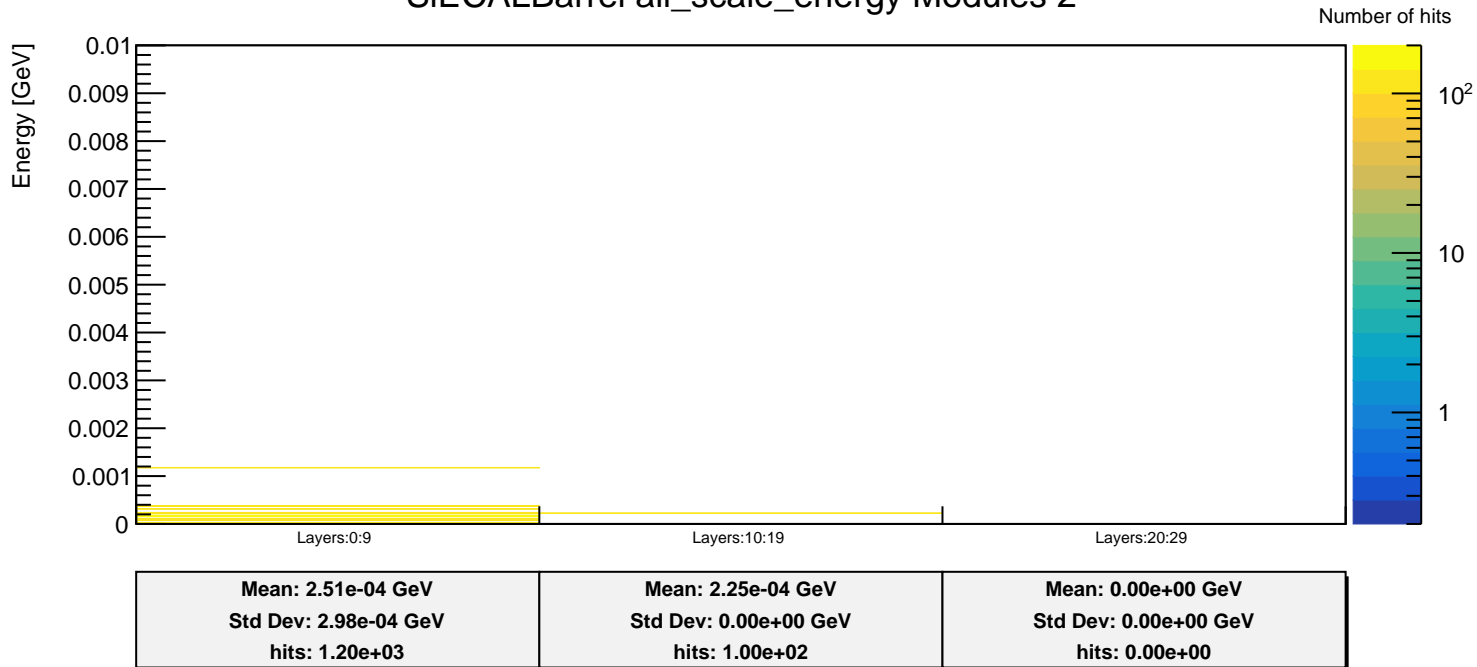 SiECALBarrel all_scale_energy Modules 2
Number of hits
Energy [GeV]
0.01
0.009
0.008
0.007
0.006
0.005
0.004
0.003
0.002
0.001
0
10²
10
1
Layers:0:9
Layers:10:19
Layers:20:29
Mean: 2.51e-04 GeV
Std Dev: 2.98e-04 GeV
hits: 1.20e+03
Mean: 2.25e-04 GeV
Std Dev: 0.00e+00 GeV
hits: 1.00e+02
Mean: 0.00e+00 GeV
Std Dev: 0.00e+00 GeV
hits: 0.00e+00